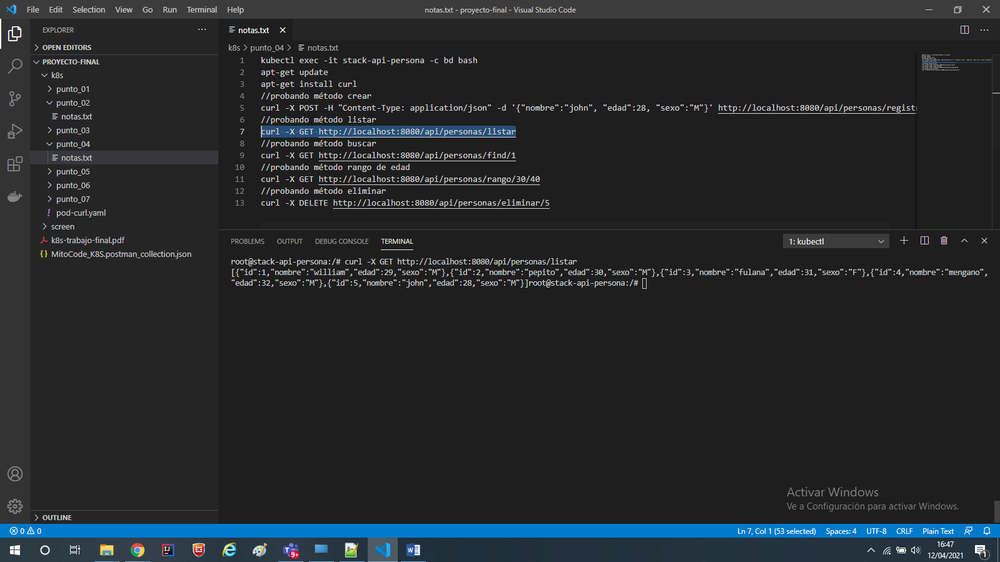 File Edit Selection View Go Run Terminal Help
notas.txt - proyecto-final - Visual Studio Code
EXPLORER
OPEN EDITORS
PROYECTO-FINAL
k8s
punto_01
punto_02
notas.txt
punto_03
punto_04
notas.txt
punto_05
punto_06
punto_07
! pod-curl.yaml
screen
k8s-trabajo-final.pdf
{} MitoCode_K8S.postman_collection.json
OUTLINE
notas.txt
k8s > punto_04 > notas.txt
1 kubectl exec -it stack-api-persona -c bd bash
2 apt-get update
3 apt-get install curl
4 //probando método crear
5 curl -X POST -H "Content-Type: application/json" -d '{"nombre":"john", "edad":28, "sexo":"M"}' http://localhost:8080/api/personas/regist
6 //probando método listar
7 curl -X GET http://localhost:8080/api/personas/listar
8 //probando método buscar
9 curl -X GET http://localhost:8080/api/personas/find/1
10 //probando método rango de edad
11 curl -X GET http://localhost:8080/api/personas/rango/30/40
12 //probando método eliminar
13 curl -X DELETE http://localhost:8080/api/personas/eliminar/5
PROBLEMS OUTPUT DEBUG CONSOLE TERMINAL
1: kubectl
root@stack-api-persona:/# curl -X GET http://localhost:8080/api/personas/listar
[{"id":1,"nombre":"william","edad":29,"sexo":"M"},{"id":2,"nombre":"pepito","edad":30,"sexo":"M"},{"id":3,"nombre":"fulana","edad":31,"sexo":"F"},{"id":4,"nombre":"mengano",
"edad":32,"sexo":"M"},{"id":5,"nombre":"john","edad":28,"sexo":"M"}]root@stack-api-persona:/#
Activar Windows
Ve a Configuración para activar Windows.
0 0
Ln 7, Col 1 (53 selected) Spaces: 4 UTF-8 CRLF Plain Text
9+
16:47
12/04/2021
1